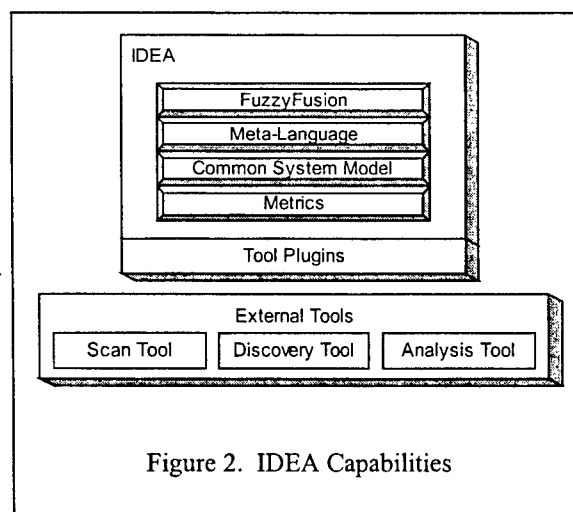 IDEA
FuzzyFusion
Meta-Language
Common System Model
Metrics
Tool Plugins
External Tools
Scan Tool Discovery Tool Analysis Tool
Figure 2. IDEA Capabilities